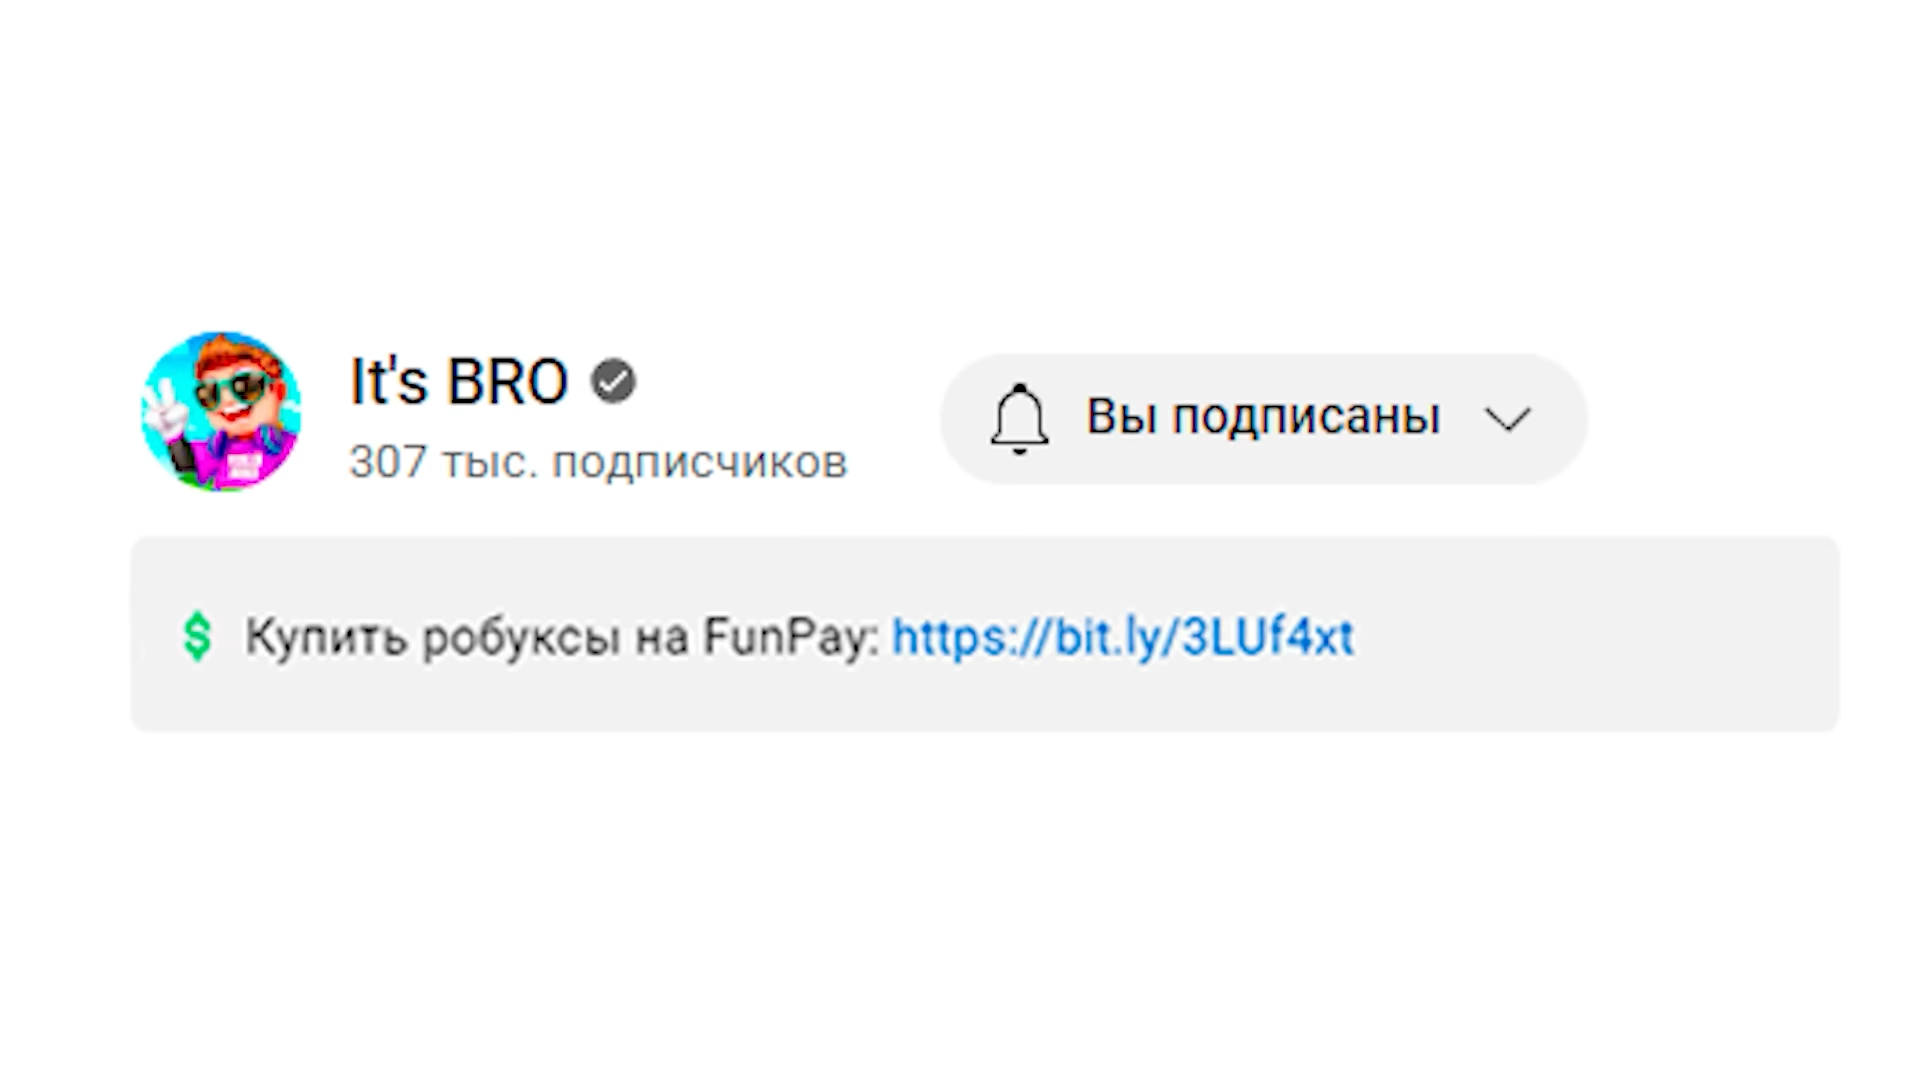 It's BRO
307 тыс. подписчиков
Вы подписаны
$ Купить робуксы на FunPay: https://bit.ly/3LUf4xt